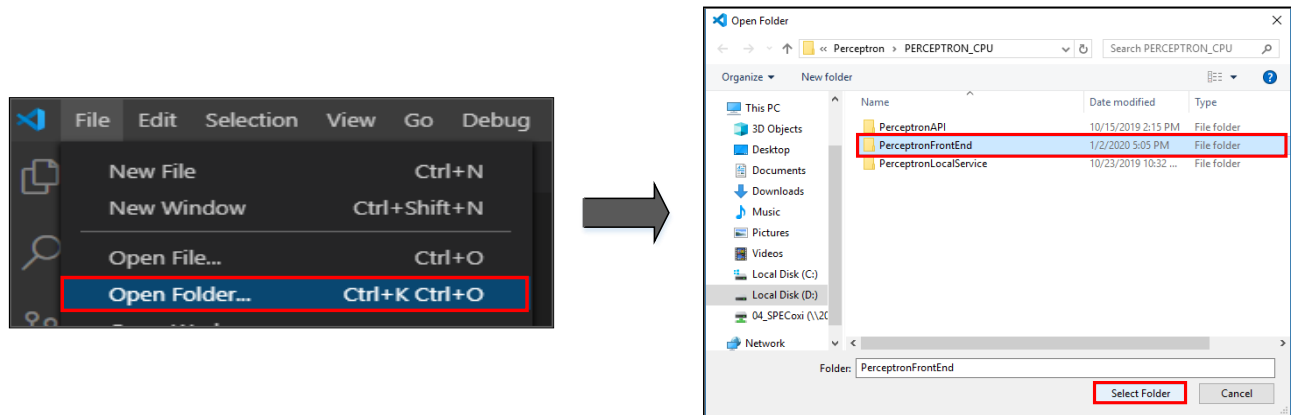 File Edit Selection View Go Debug
New File Ctrl+N
New Window Ctrl+Shift+N
Open File... Ctrl+O
Open Folder... Ctrl+K Ctrl+O
Open Folder
« Perceptron › PERCEPTRON_CPU
Search PERCEPTRON_CPU
Organize New folder
Name Date modified Type
This PC
3D Objects
Desktop
Documents
Downloads
Music
Pictures
Videos
Local Disk (C:)
Local Disk (D:)
04_SPECoxi (\\20
Network
PerceptronAPI 10/15/2019 2:15 PM File folder
PerceptronFrontEnd 1/2/2020 5:05 PM File folder
PerceptronLocalService 10/23/2019 10:32 ... File folder
Folder: PerceptronFrontEnd
Select Folder Cancel